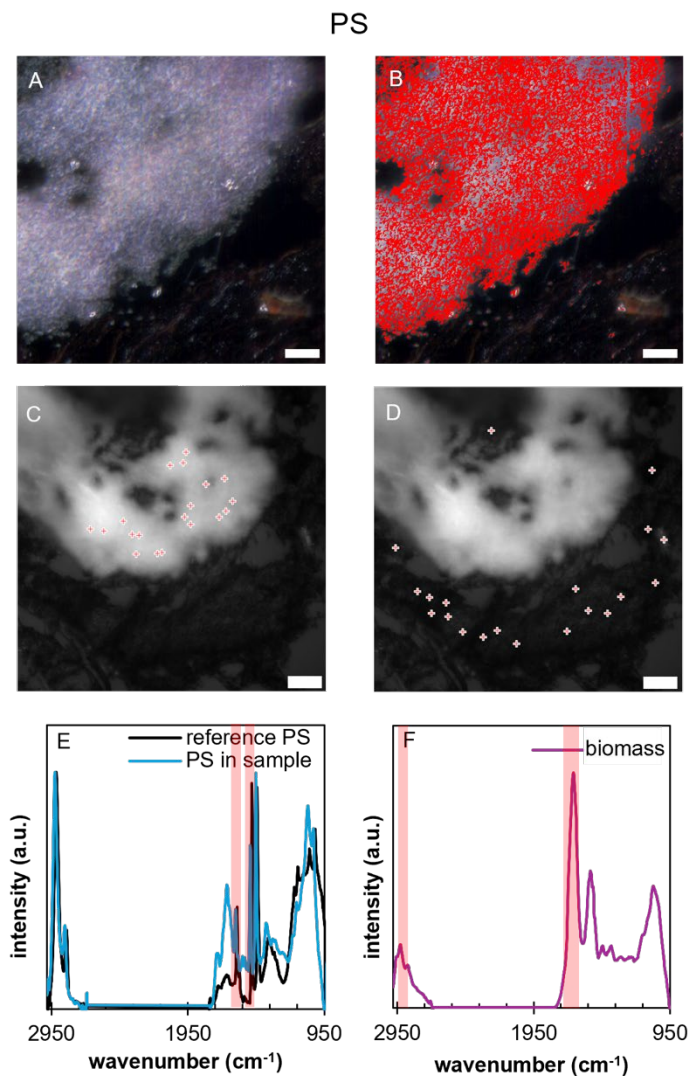 PS
A
B
C
D
E
reference PS
PS in sample
intensity (a.u.)
2950
1950
950
wavenumber (cm⁻¹)
F
biomass
intensity (a.u.)
2950
1950
950
wavenumber (cm⁻¹)